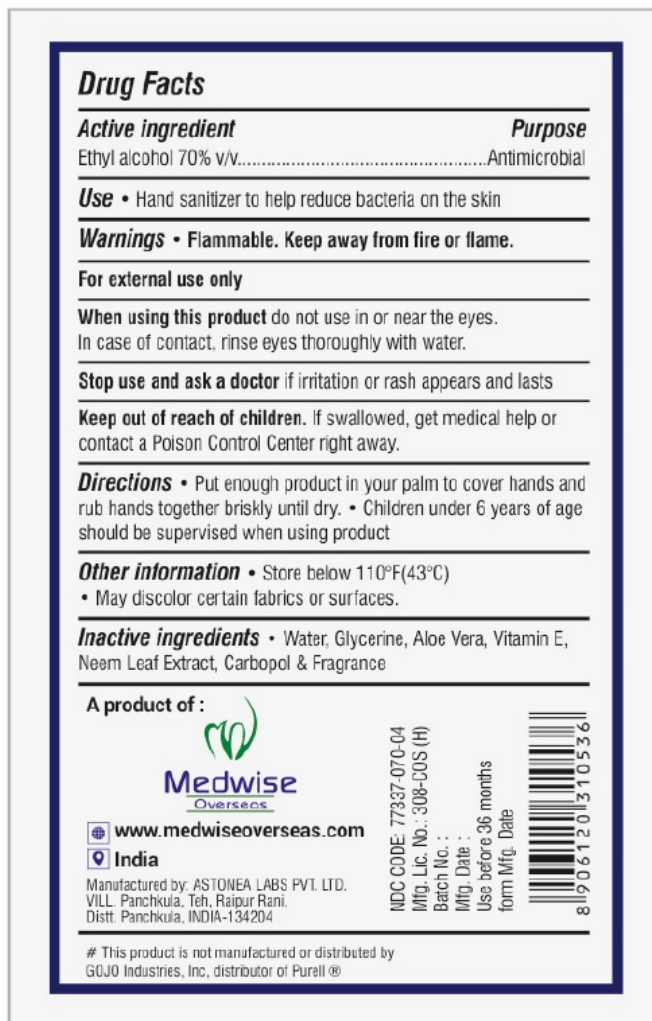 Drug Facts
Active ingredient Purpose
Ethyl alcohol 70% v/v......................................................Antimicrobial
Use • Hand sanitizer to help reduce bacteria on the skin
Warnings • Flammable. Keep away from fire or flame.
For external use only
When using this product do not use in or near the eyes.
In case of contact, rinse eyes thoroughly with water.
Stop use and ask a doctor if irritation or rash appears and lasts
Keep out of reach of children. If swallowed, get medical help or
contact a Poison Control Center right away.
Directions • Put enough product in your palm to cover hands and
rub hands together briskly until dry. • Children under 6 years of age
should be supervised when using product
Other information • Store below 110°F(43°C)
• May discolor certain fabrics or surfaces.
Inactive ingredients • Water, Glycerine, Aloe Vera, Vitamin E,
Neem Leaf Extract, Carbopol & Fragrance
A product of :
Medwise
Overseas
www.medwiseoverseas.com
India
Manufactured by: ASTONEA LABS PVT. LTD.
VILL. Panchkula, Teh, Raipur Rani,
Distt. Panchkula, INDIA-134204
NDC CODE: 77337-070-04
Mfg. Lic. No.: 308-COS (H)
Batch No. :
Mfg. Date :
Use before 36 months
form Mfg. Date
8906120310536
# This product is not manufactured or distributed by
GOJO Industries, Inc, distributor of Purell ®